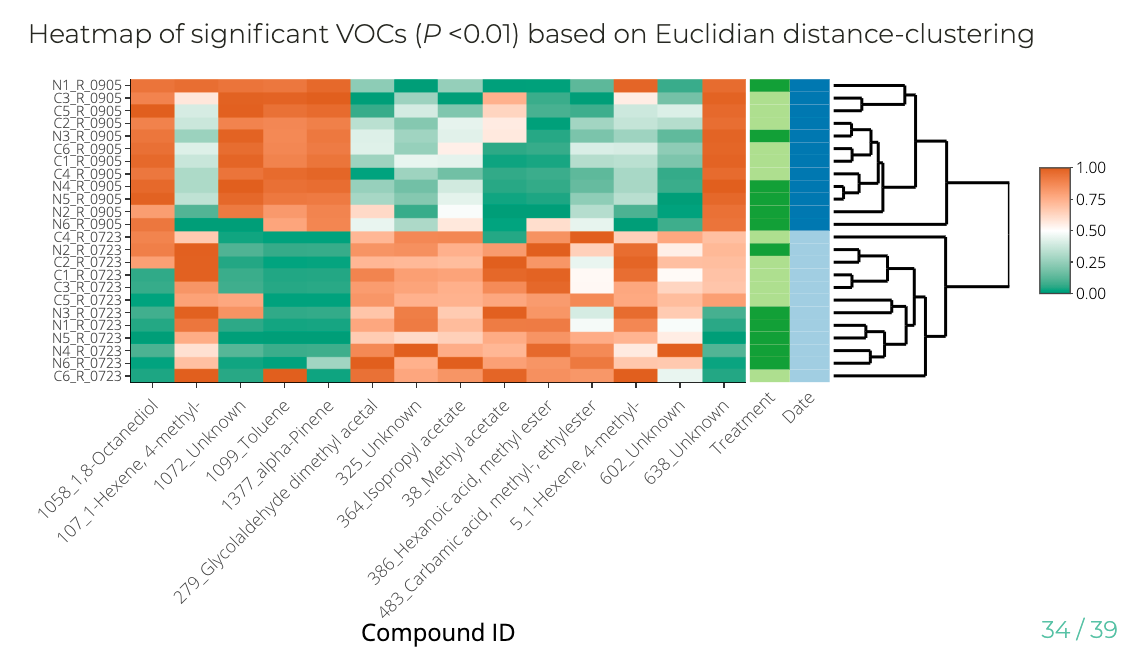 Heatmap of significant VOCs (P <0.01) based on Euclidian distance-clustering
N1_R_0905
C3_R_0905
C5_R_0905
C2_R_0905
N3_R_0905
C6_R_0905
C1_R_0905
C4_R_0905
N4_R_0905
N5_R_0905
N2_R_0905
N6_R_0905
C4_R_0723
N2_R_0723
C2_R_0723
C1_R_0723
C3_R_0723
C5_R_0723
N3_R_0723
N1_R_0723
N5_R_0723
N4_R_0723
N6_R_0723
C6_R_0723
1.00
0.75
0.50
0.25
0.00
1058_1,8-Octanediol
107_1-Hexene, 4-methyl-
1072_Unknown
1099_Toluene
1377_alpha-Pinene
279_Glycolaldehyde dimethyl acetal
325_Unknown
364_Isopropyl acetate
38_Methyl acetate
386_Hexanoic acid, methyl ester
483_Carbamic acid, methyl-, ethylester
5_1-Hexene, 4-methyl-
602_Unknown
638_Unknown
Treatment
Date
Compound ID
34 / 39